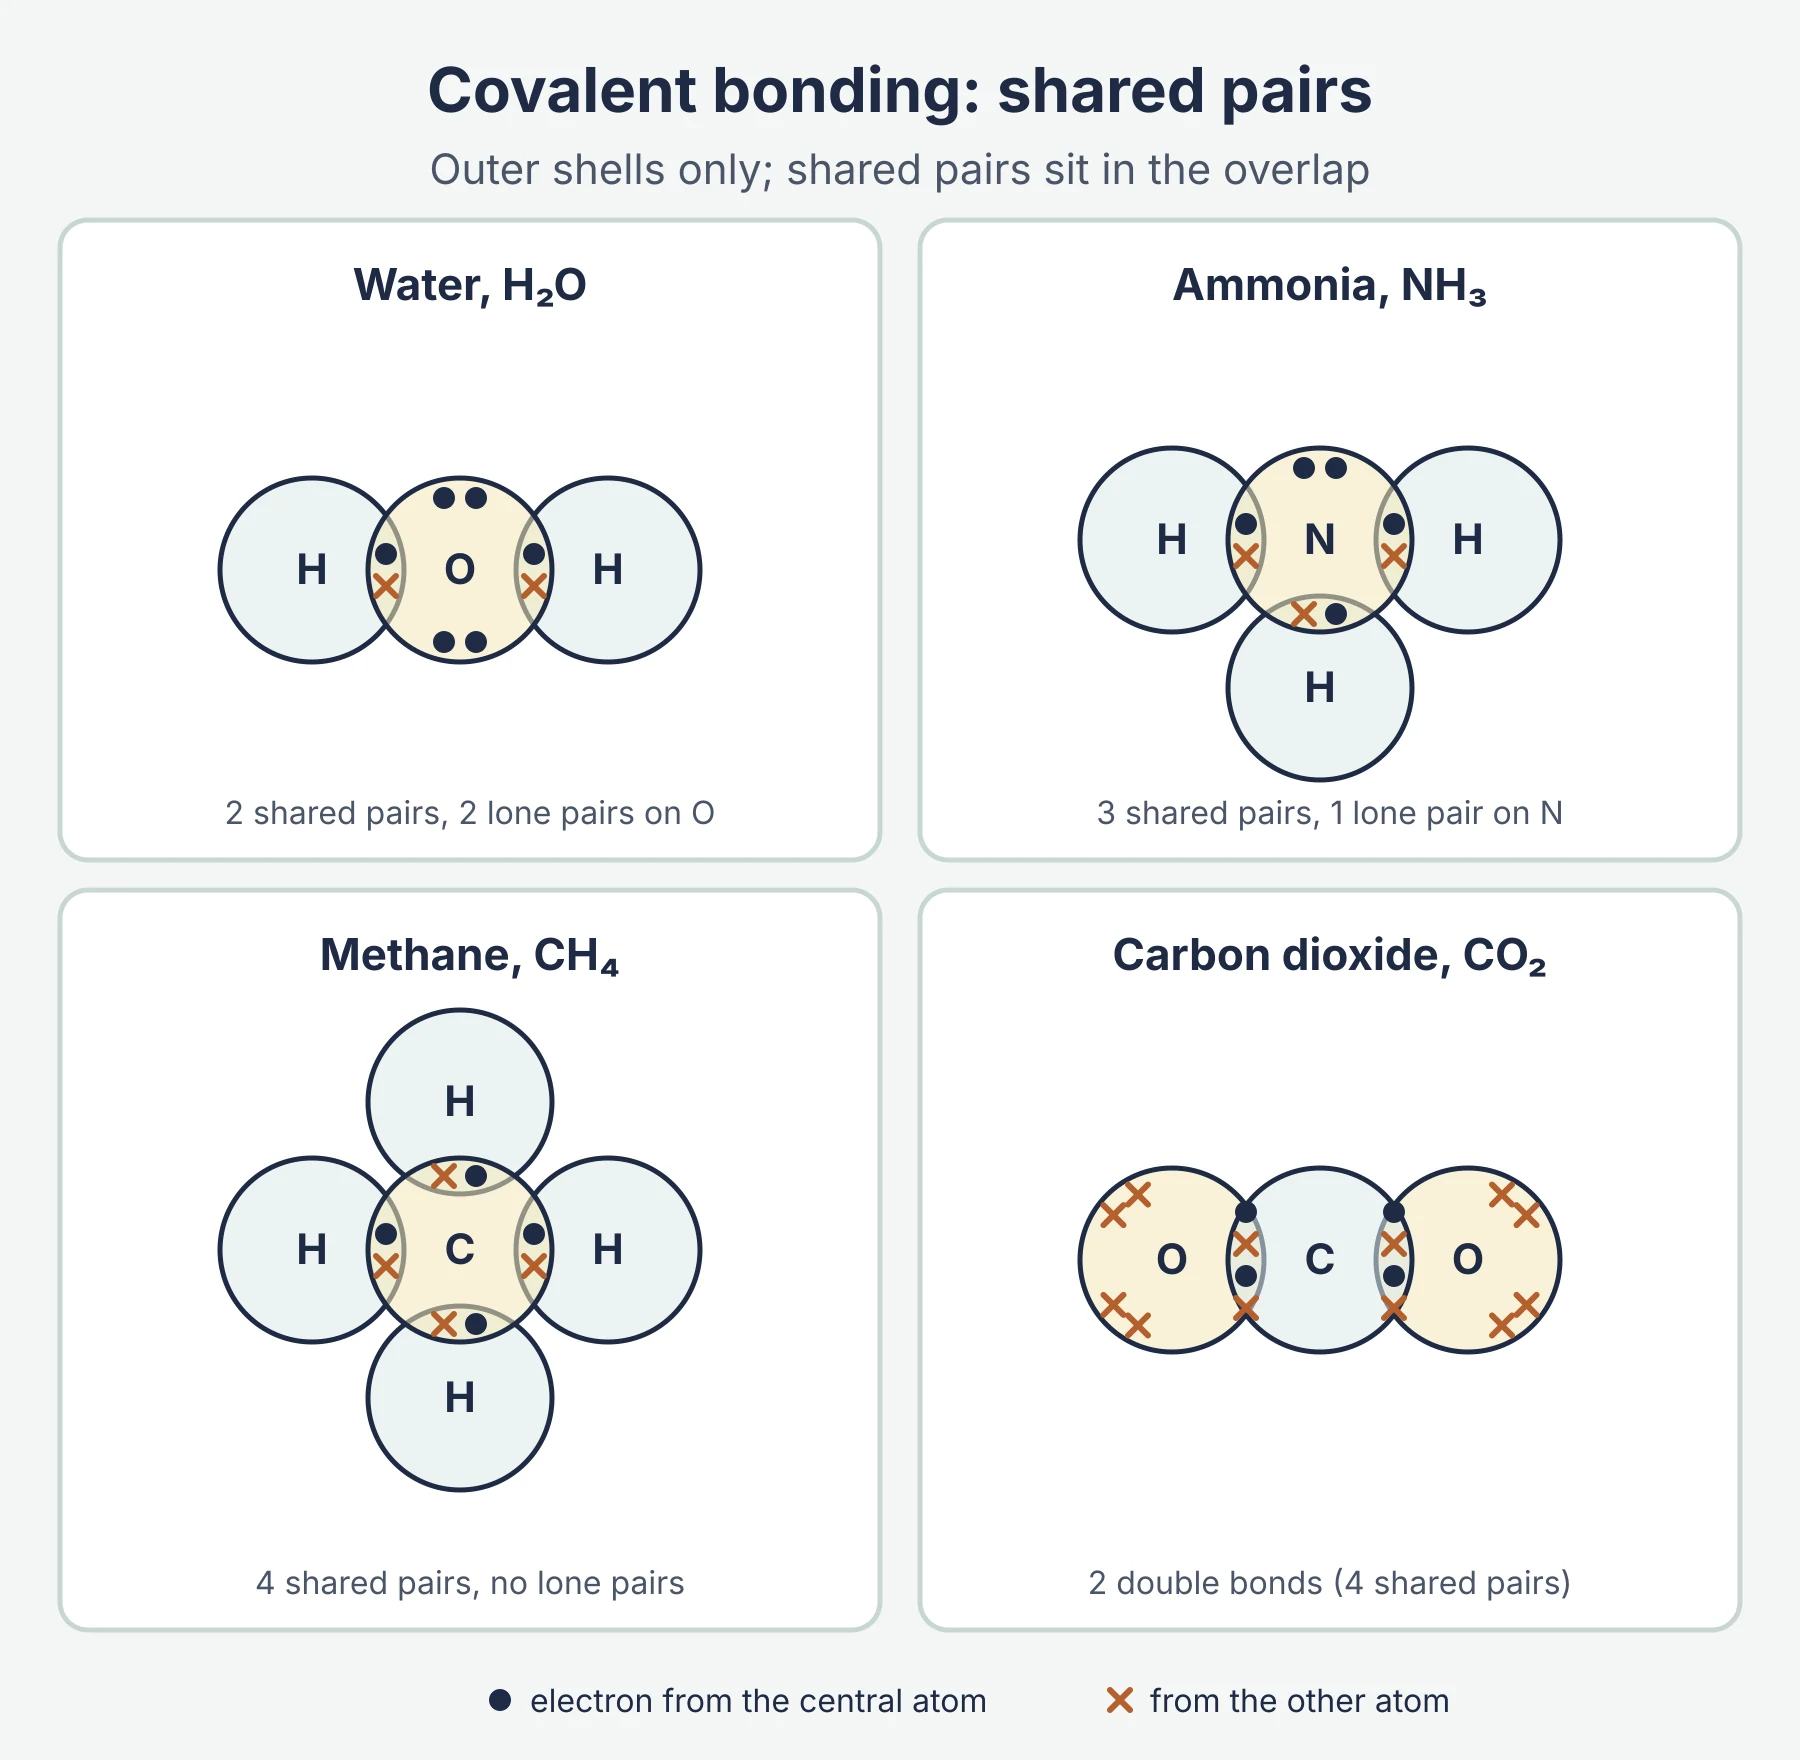 Covalent bonding: shared pairs
Outer shells only; shared pairs sit in the overlap
Water, H₂O
H O H
2 shared pairs, 2 lone pairs on O
Ammonia, NH₃
H N H
H
3 shared pairs, 1 lone pair on N
Methane, CH₄
H
H C H
H
4 shared pairs, no lone pairs
Carbon dioxide, CO₂
O C O
2 double bonds (4 shared pairs)
electron from the central atom
from the other atom